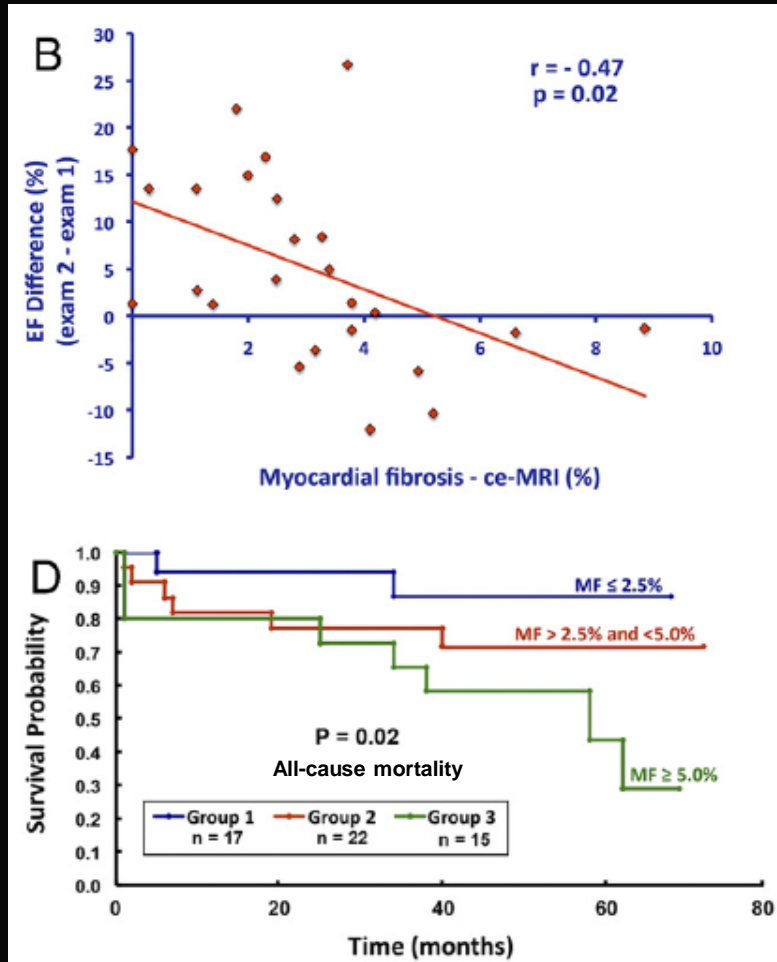 B
r = - 0.47
p = 0.02
EF Difference (%)
(exam 2 - exam 1)
30
25
20
15
10
5
0
-5
-10
-15
2
4
6
8
10
Myocardial fibrosis - ce-MRI (%)
D
Survival Probability
1.0
0.9
0.8
0.7
0.6
0.5
0.4
0.3
0.2
0.1
0.0
MF ≤ 2.5%
MF > 2.5% and <5.0%
MF ≥ 5.0%
P = 0.02
All-cause mortality
Group 1 Group 2 Group 3
n = 17 n = 22 n = 15
0 20 40 60 80
Time (months)